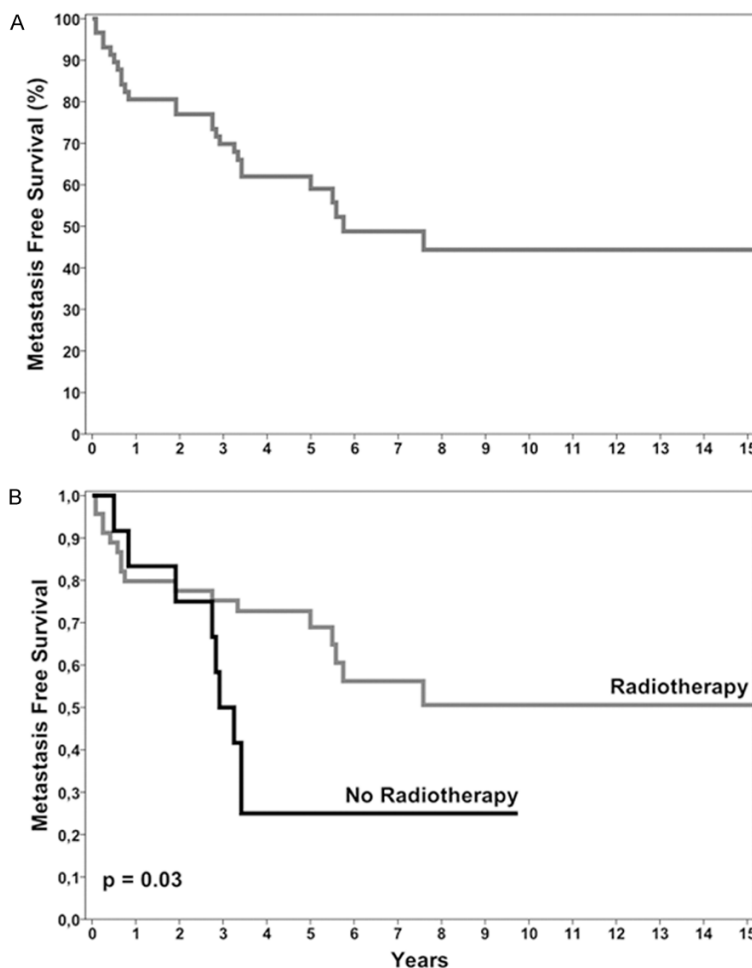 A
Metastasis Free Survival (%)
100
90
80
70
60
50
40
30
20
10
0
0 1 2 3 4 5 6 7 8 9 10 11 12 13 14 15
B
Metastasis Free Survival
1,0
0,9
0,8
0,7
0,6
0,5
0,4
0,3
0,2
0,1
0,0
Radiotherapy
No Radiotherapy
p = 0.03
0 1 2 3 4 5 6 7 8 9 10 11 12 13 14 15
Years